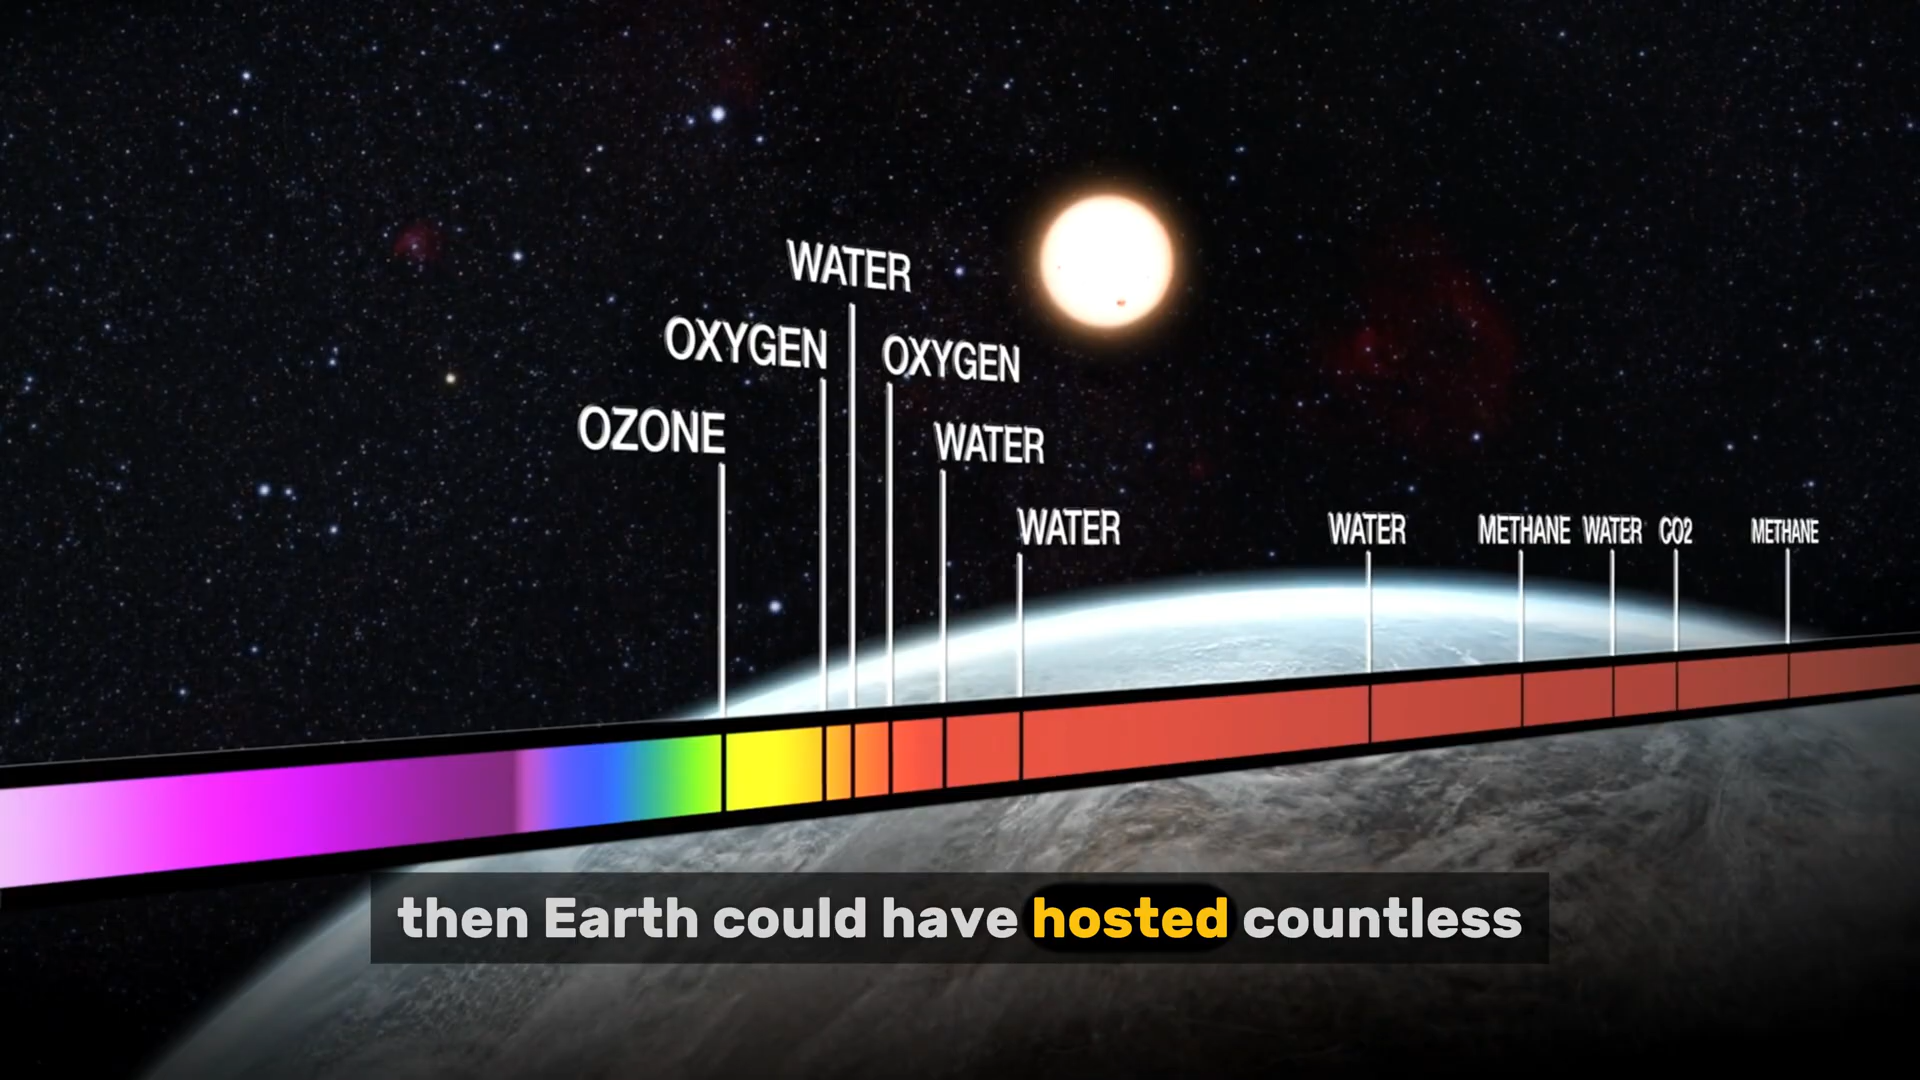 WATER
OXYGEN OXYGEN
OZONE WATER
WATER WATER METHANE WATER CO2 METHANE
then Earth could have hosted countless